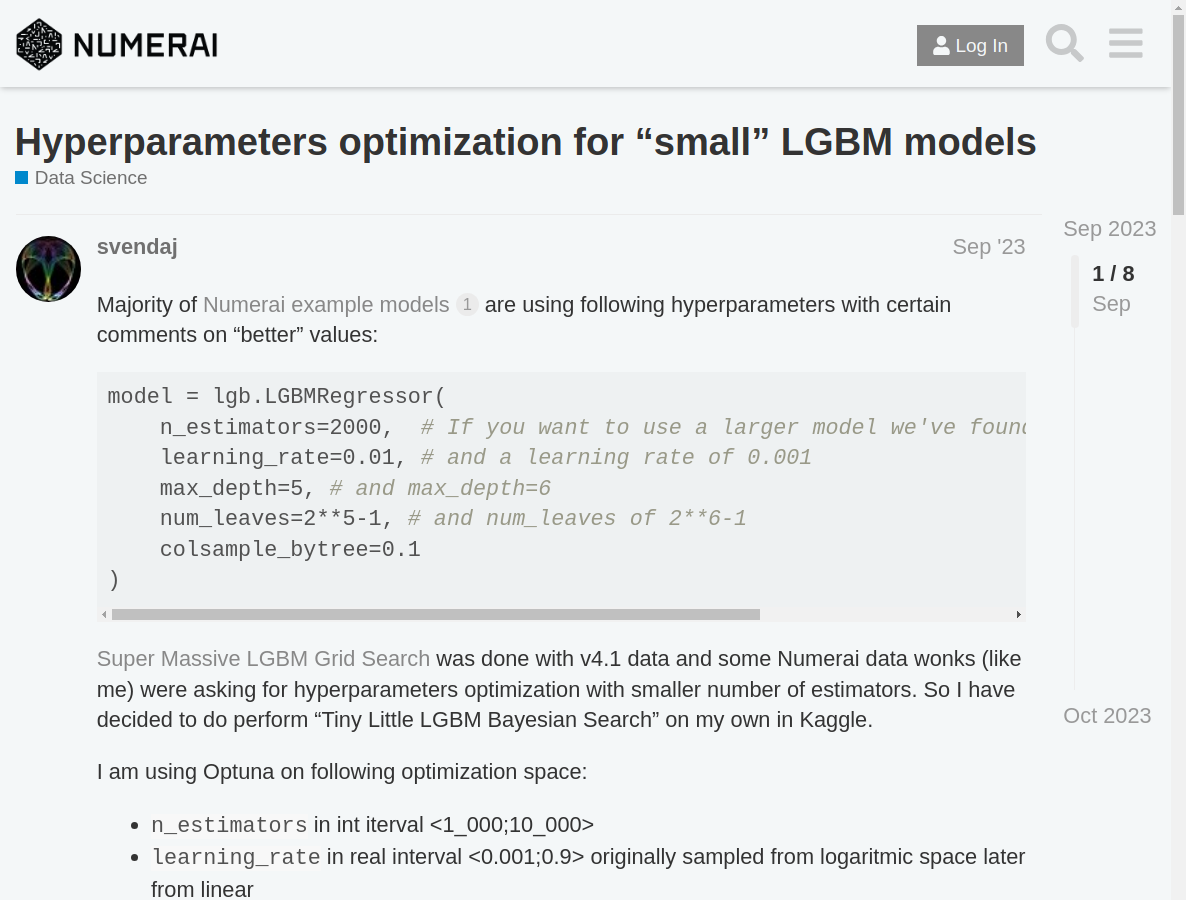 NUMERAI
Log In
Hyperparameters optimization for “small” LGBM models
Data Science
svendaj
Sep '23
Majority of Numerai example models 1 are using following hyperparameters with certain
comments on “better” values:
model = lgb.LGBMRegressor(
    n_estimators=2000,  # If you want to use a larger model we've found
    learning_rate=0.01, # and a learning rate of 0.001
    max_depth=5, # and max_depth=6
    num_leaves=2**5-1, # and num_leaves of 2**6-1
    colsample_bytree=0.1
)
Super Massive LGBM Grid Search was done with v4.1 data and some Numerai data wonks (like
me) were asking for hyperparameters optimization with smaller number of estimators. So I have
decided to do perform “Tiny Little LGBM Bayesian Search” on my own in Kaggle.
I am using Optuna on following optimization space:
n_estimators in int iterval <1_000;10_000>
learning_rate in real interval <0.001;0.9> originally sampled from logaritmic space later
from linear
Sep 2023
1 / 8
Sep
Oct 2023